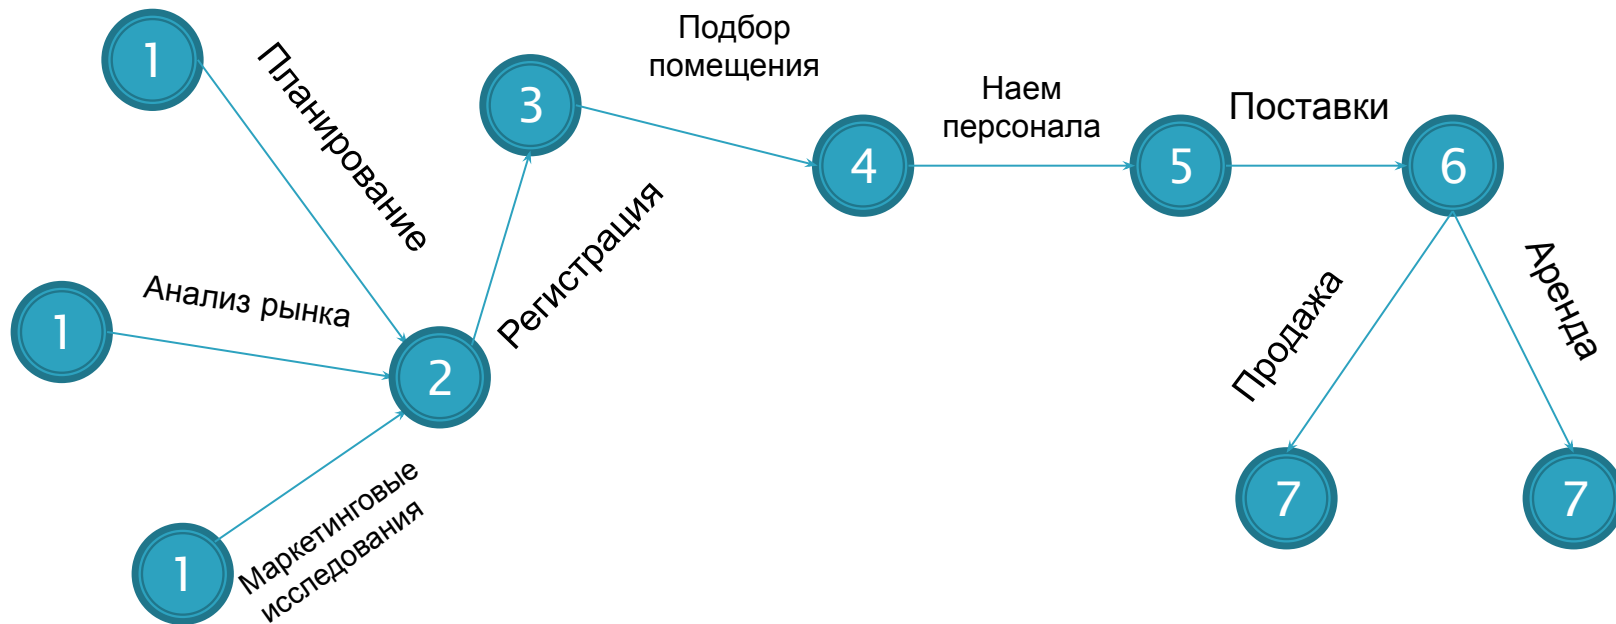 1
Планирование
3
Подбор
помещения
Наем
персонала
Поставки
4
5
6
1
Анализ рынка
2
Регистрация
Продажа
Аренда
1
Маркетинговые
исследования
7
7